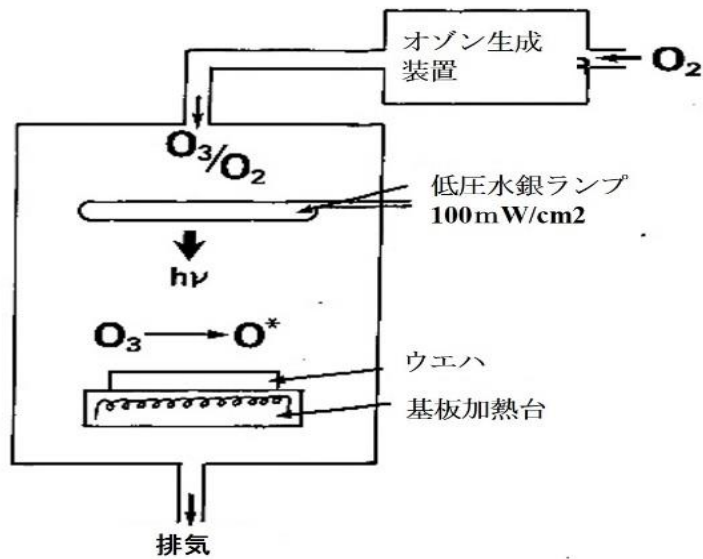 オゾン生成
装置
O₂
O₃/O₂
低圧水銀ランプ
100mW/cm2
hν
O₃ → O*
ウエハ
基板加熱台
排気